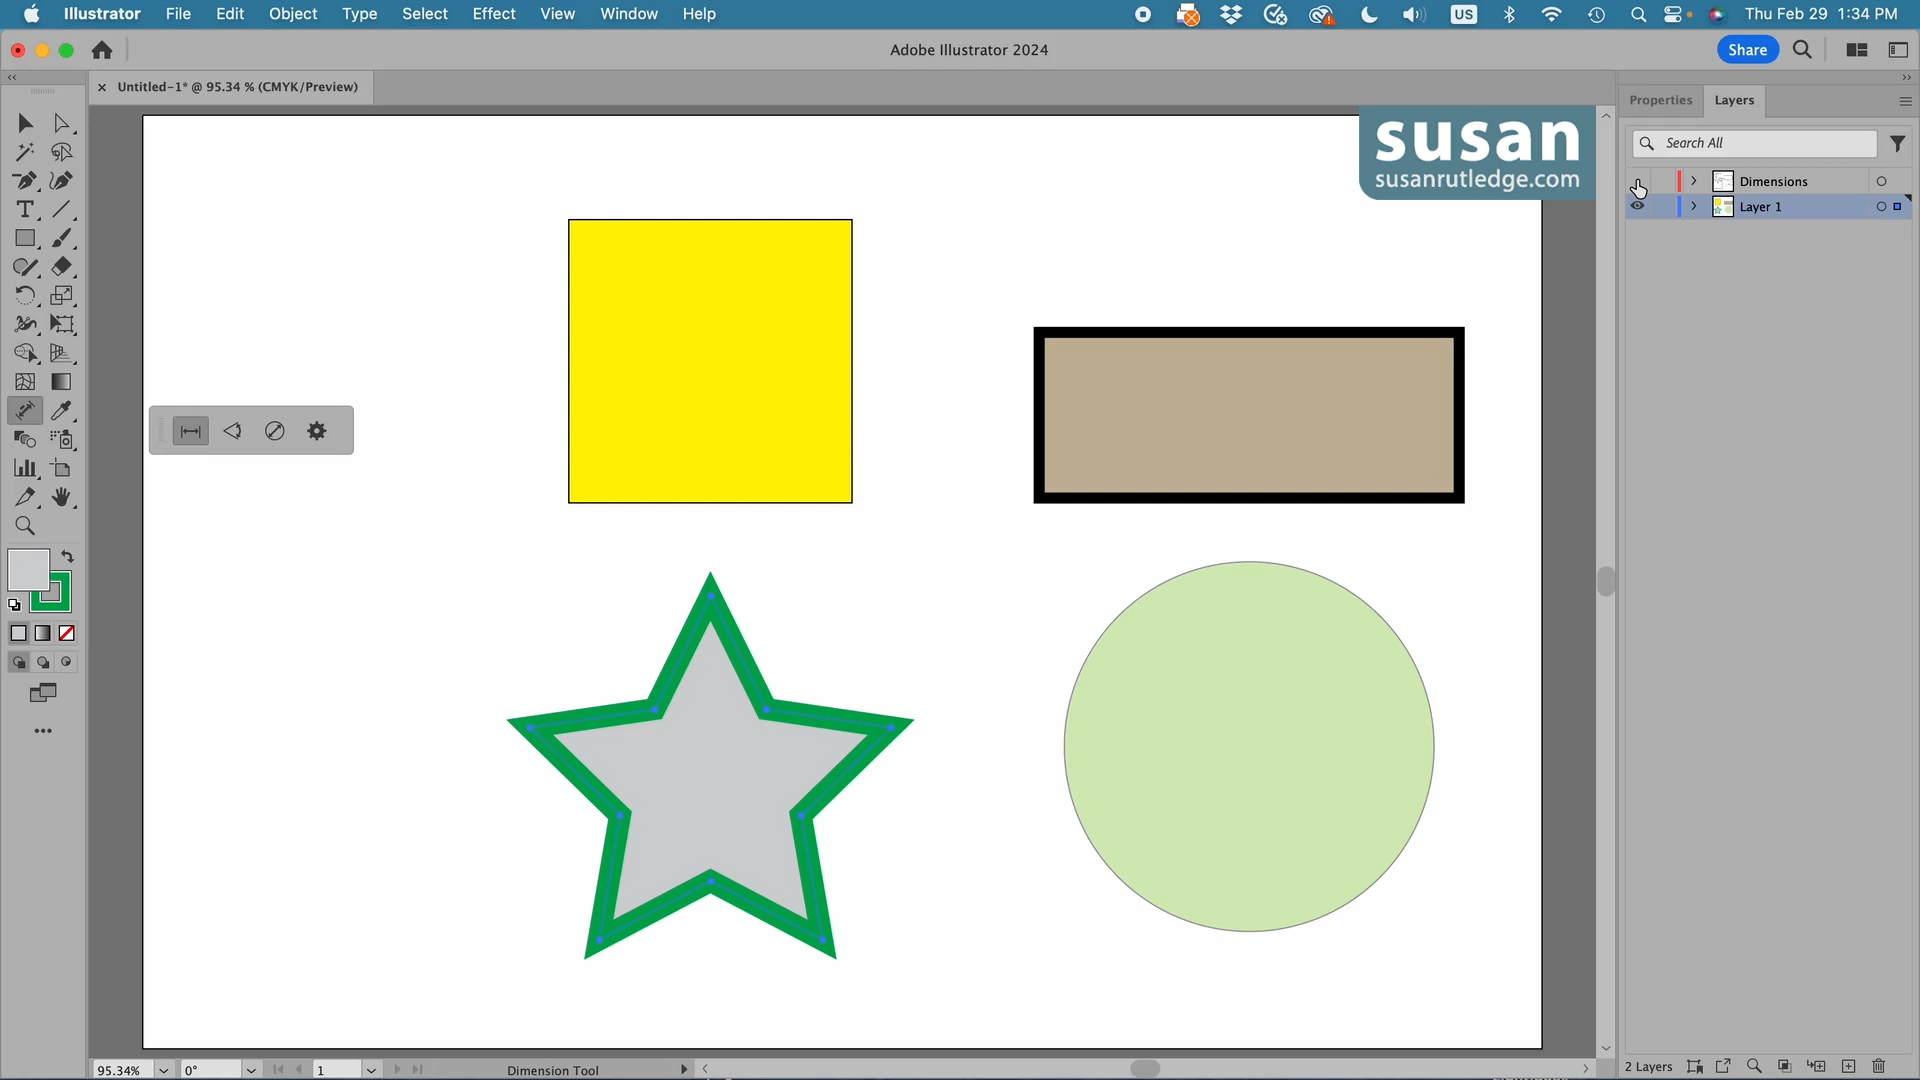 Illustrator File Edit Object Type Select Effect View Window Help
US
Thu Feb 29 1:34 PM
Adobe Illustrator 2024
Share
× Untitled-1* @ 95.34 % (CMYK/Preview)
Properties Layers
susan
susanrutledge.com
Search All
Dimensions
Layer 1
95.34%
0°
1
Dimension Tool
2 Layers